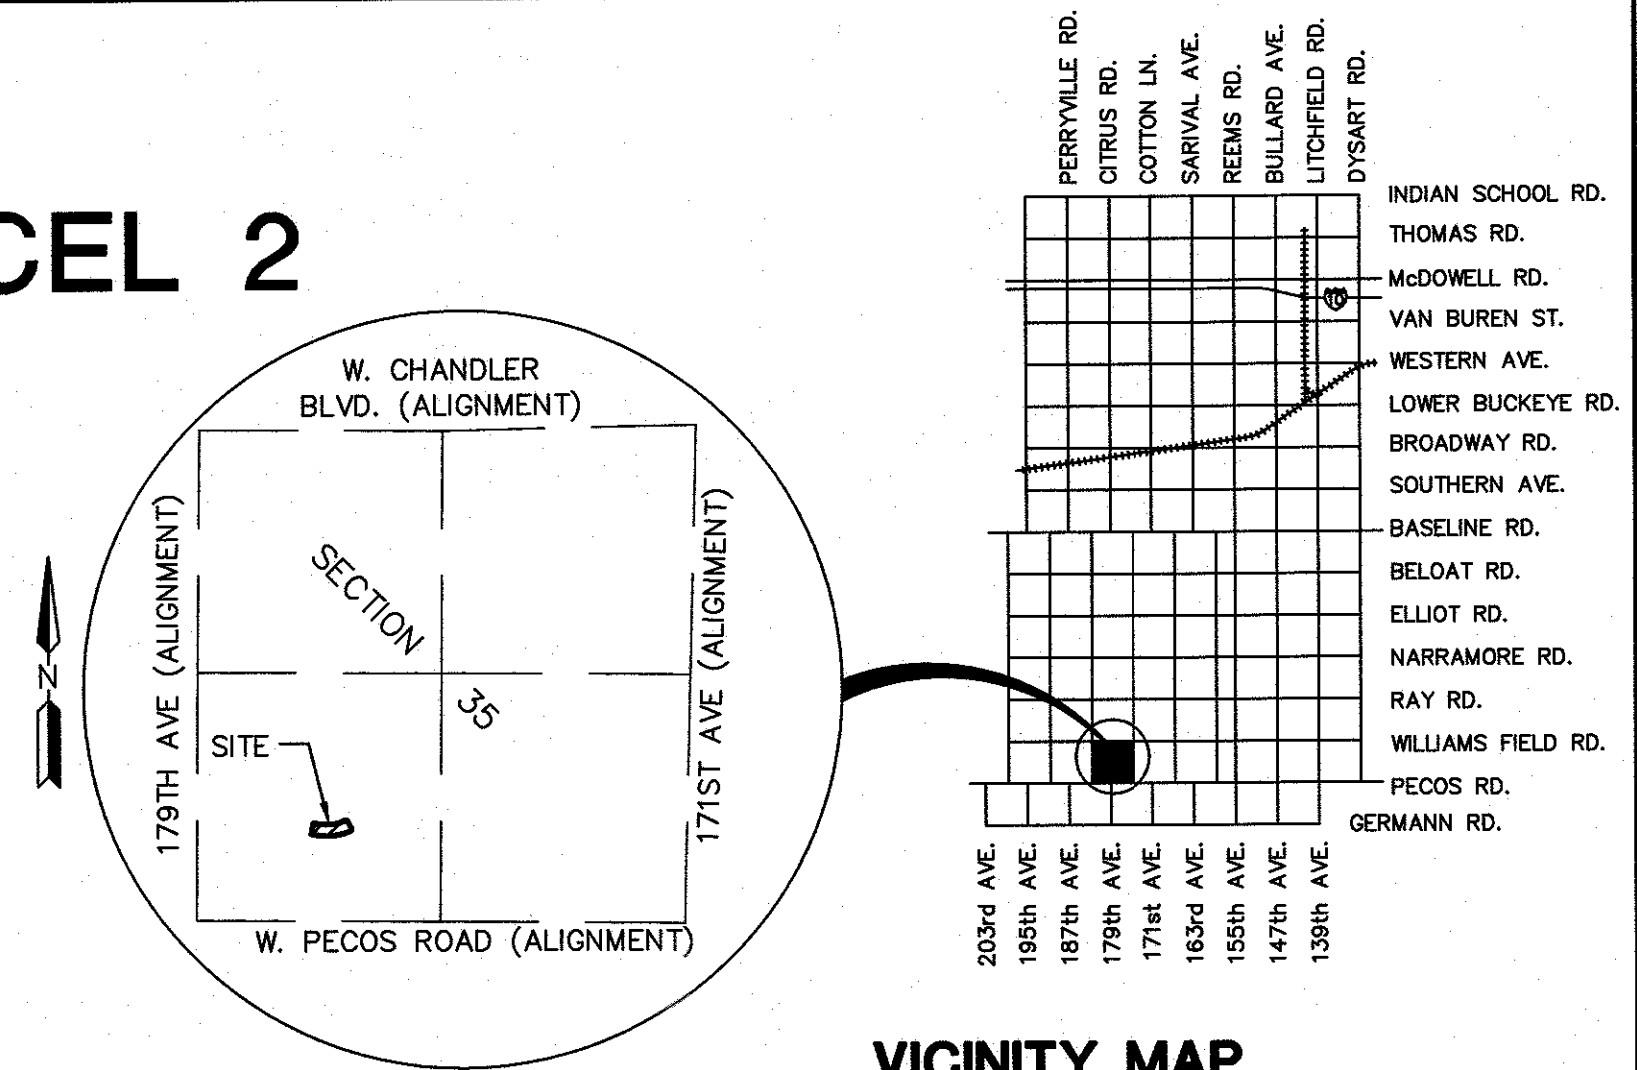 CEL 2
W. CHANDLER
BLVD. (ALIGNMENT)
179TH AVE (ALIGNMENT)
171ST AVE (ALIGNMENT)
SECTION
35
SITE
N
W. PECOS ROAD (ALIGNMENT)
PERRYVILLE RD.
CITRUS RD.
COTTON LN.
SARIVAL AVE.
REEMS RD.
BULLARD AVE.
LITCHFIELD RD.
DYSART RD.
INDIAN SCHOOL RD.
THOMAS RD.
McDOWELL RD.
10
VAN BUREN ST.
WESTERN AVE.
LOWER BUCKEYE RD.
BROADWAY RD.
SOUTHERN AVE.
BASELINE RD.
BELOAT RD.
ELLIOT RD.
NARRAMORE RD.
RAY RD.
WILLIAMS FIELD RD.
PECOS RD.
GERMANN RD.
203rd AVE.
195th AVE.
187th AVE.
179th AVE.
171st AVE.
163rd AVE.
155th AVE.
147th AVE.
139th AVE.
VICINITY MAP